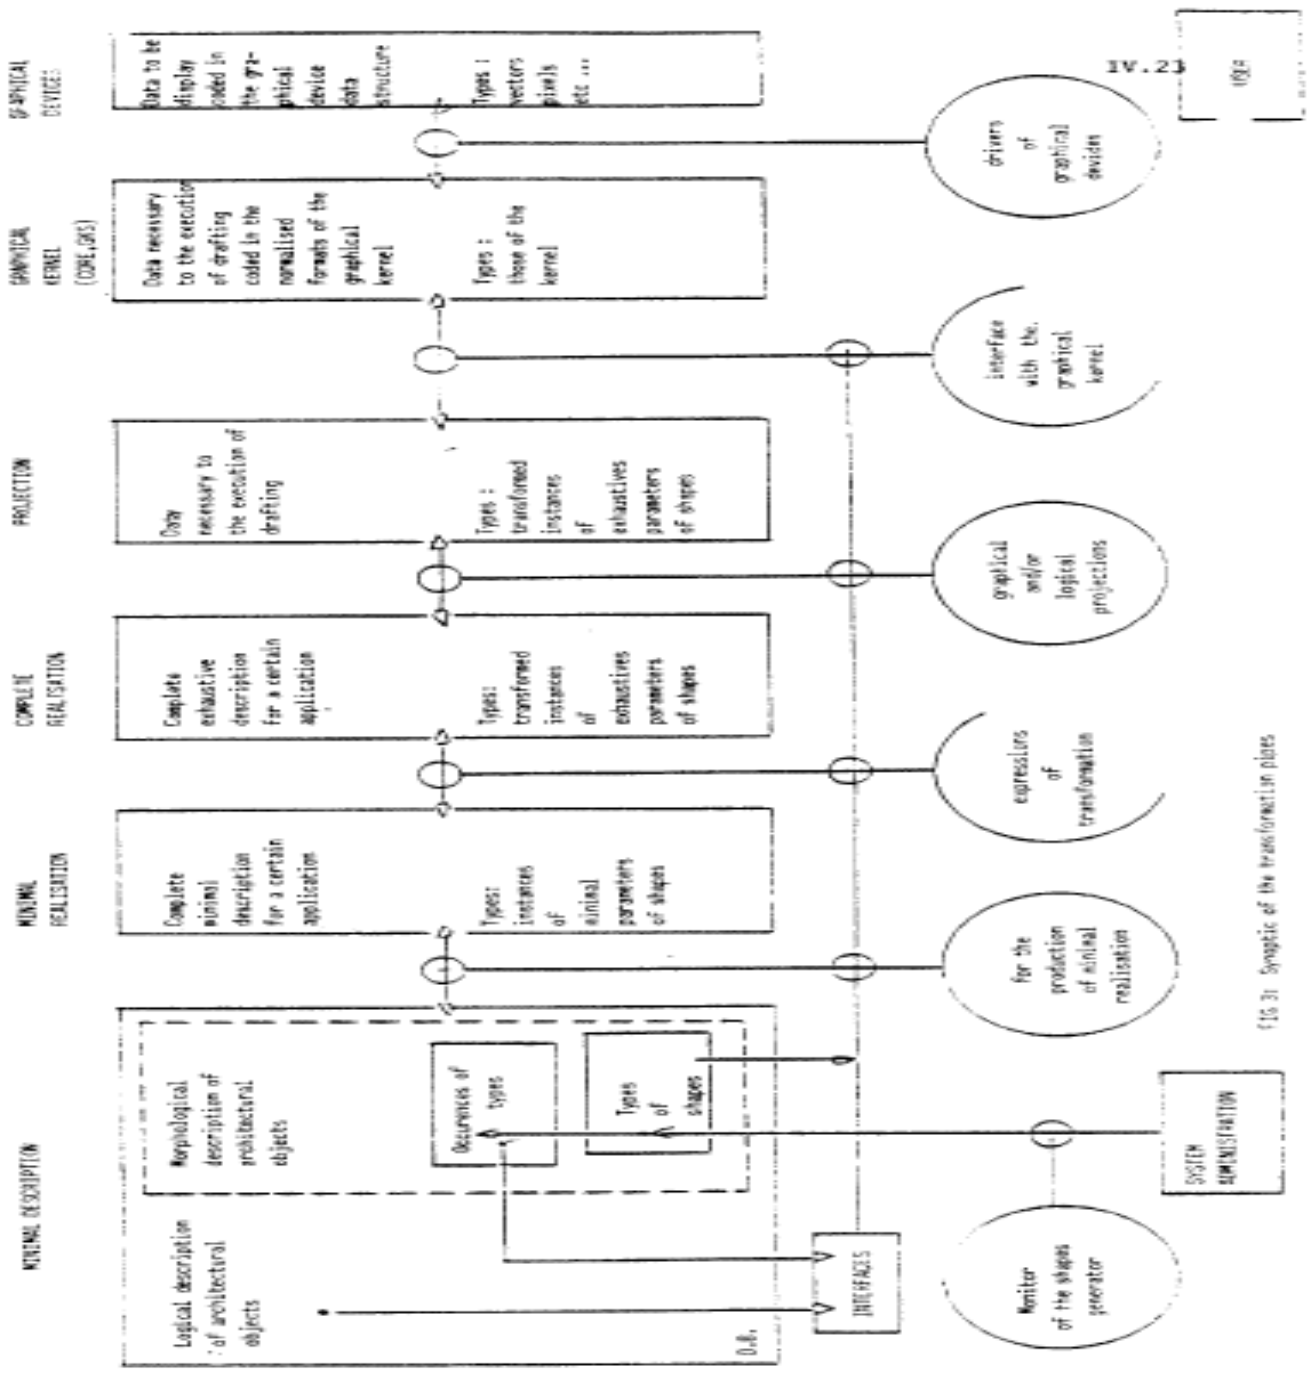 MINIMAL DESCRIPTION
Logical description
of architectural
objects
D.B.
Morphological
description of
architectural
objects
Occurences of
types
Types
of
shapes
INTERFACES
Monitor
of the shapes
generator
SYSTEM
ADMINISTRATION
MINIMAL
REALISATION
Complete
minimal
description
for a certain
application
Types:
instances
of
minimal
parameters
of shapes
for the
production
of minimal
realisation
COMPLETE
REALISATION
Complete
exhaustive
description
for a certain
application
Types:
transformed
instances
of
exhaustives
parameters
of shapes
expressions
of
transformation
PROJECTION
necessary to
the execution of
drafting
Types :
transformed
instances
of
exhaustives
parameters
of shapes
graphical
and/or
logical
projections
GRAPHICAL
KERNEL
(CORE,GKS)
Data necessary
to the execution
of drafting
coded in the
normalised
formats of the
graphical
kernel
Types :
those of the
kernel
interface
with the.
graphical
kernel
GRAPHICAL
DEVICES
Data to be
display
coded in
the gra-
phical
device
data
structure
Types :
vectors
pixels
etc ...
drivers
of
graphical
devides
FIG 3: Synoptic of the transformation pipes